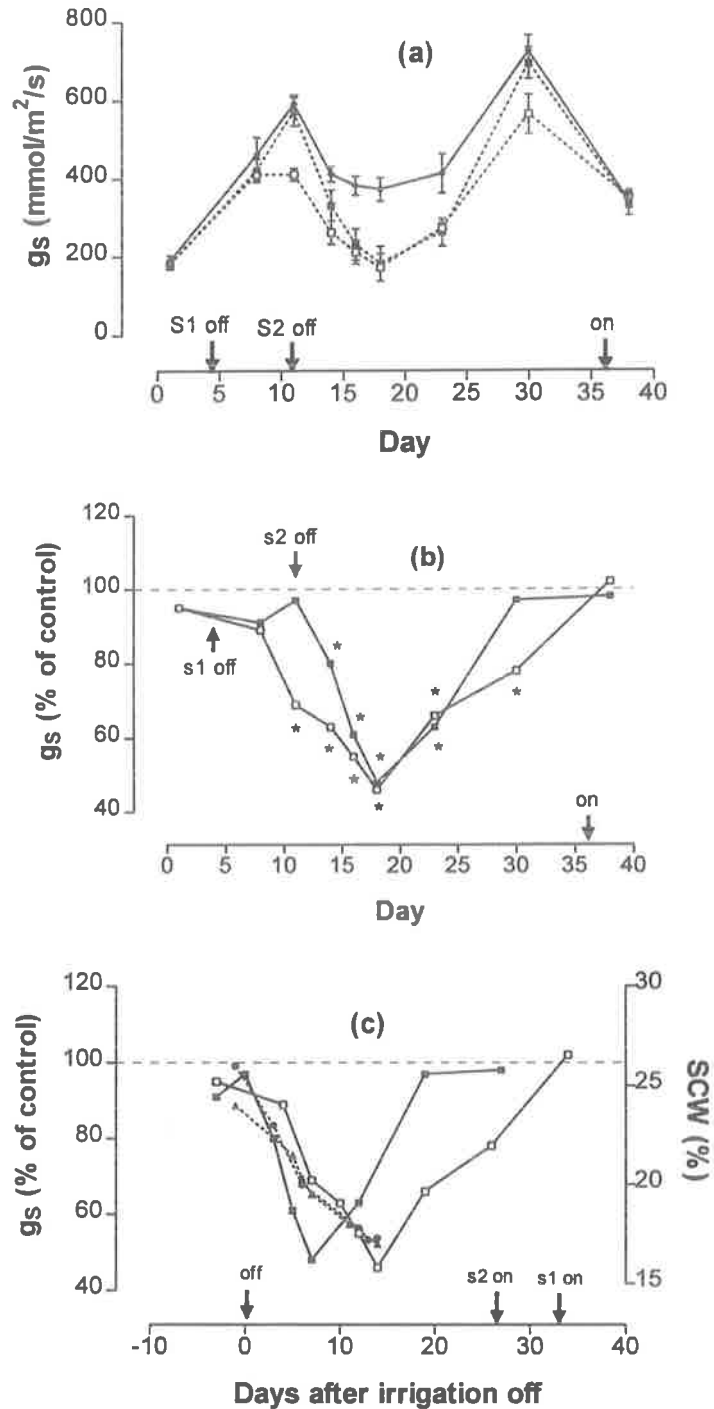 (a)
800
600
400
200
0
gs (mmol/m²/s)
S1 off
S2 off
on
0 5 10 15 20 25 30 35 40
Day
(b)
120
100
80
60
40
gs (% of control)
s2 off
s1 off
* * * * * * * * * *
on
0 5 10 15 20 25 30 35 40
Day
(c)
120
100
80
60
40
gs (% of control)
30
25
20
15
SCW (%)
off
s2 on
s1 on
-10 0 10 20 30 40
Days after irrigation off